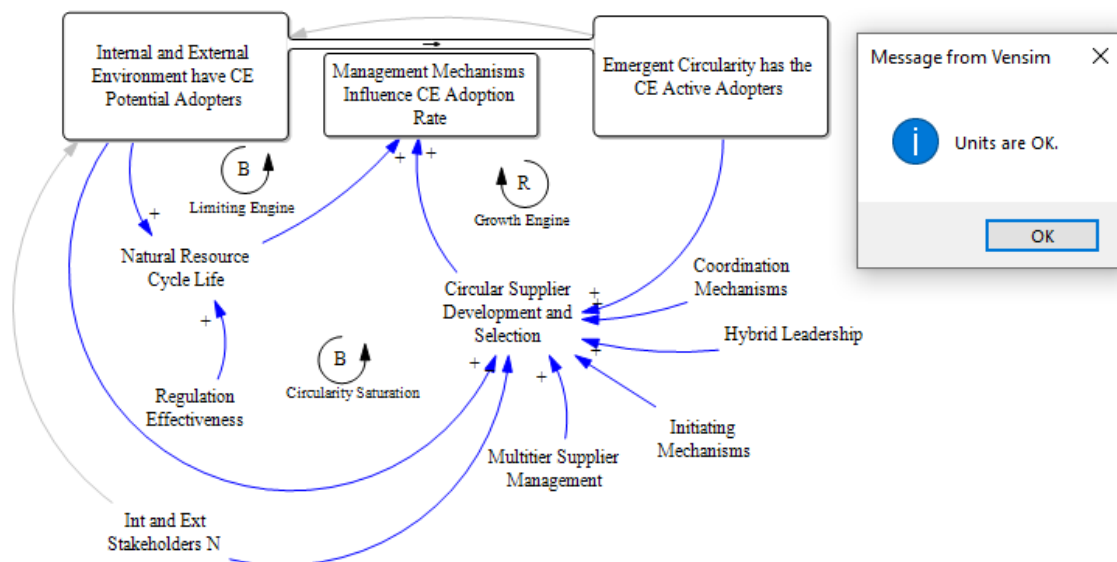 Internal and External
Environment have CE
Potential Adopters
Management Mechanisms
Influence CE Adoption
Rate
Emergent Circularity has the
CE Active Adopters
Message from Vensim
Units are OK.
OK
+
+
B
Limiting Engine
R
Growth Engine
+
Natural Resource
Cycle Life
Coordination
Mechanisms
Circular Supplier
Development and
Selection
+
+
+
Hybrid Leadership
+
B
Circularity Saturation
+
-
+
Regulation
Effectiveness
Initiating
Mechanisms
Multitier Supplier
Management
Int and Ext
Stakeholders N